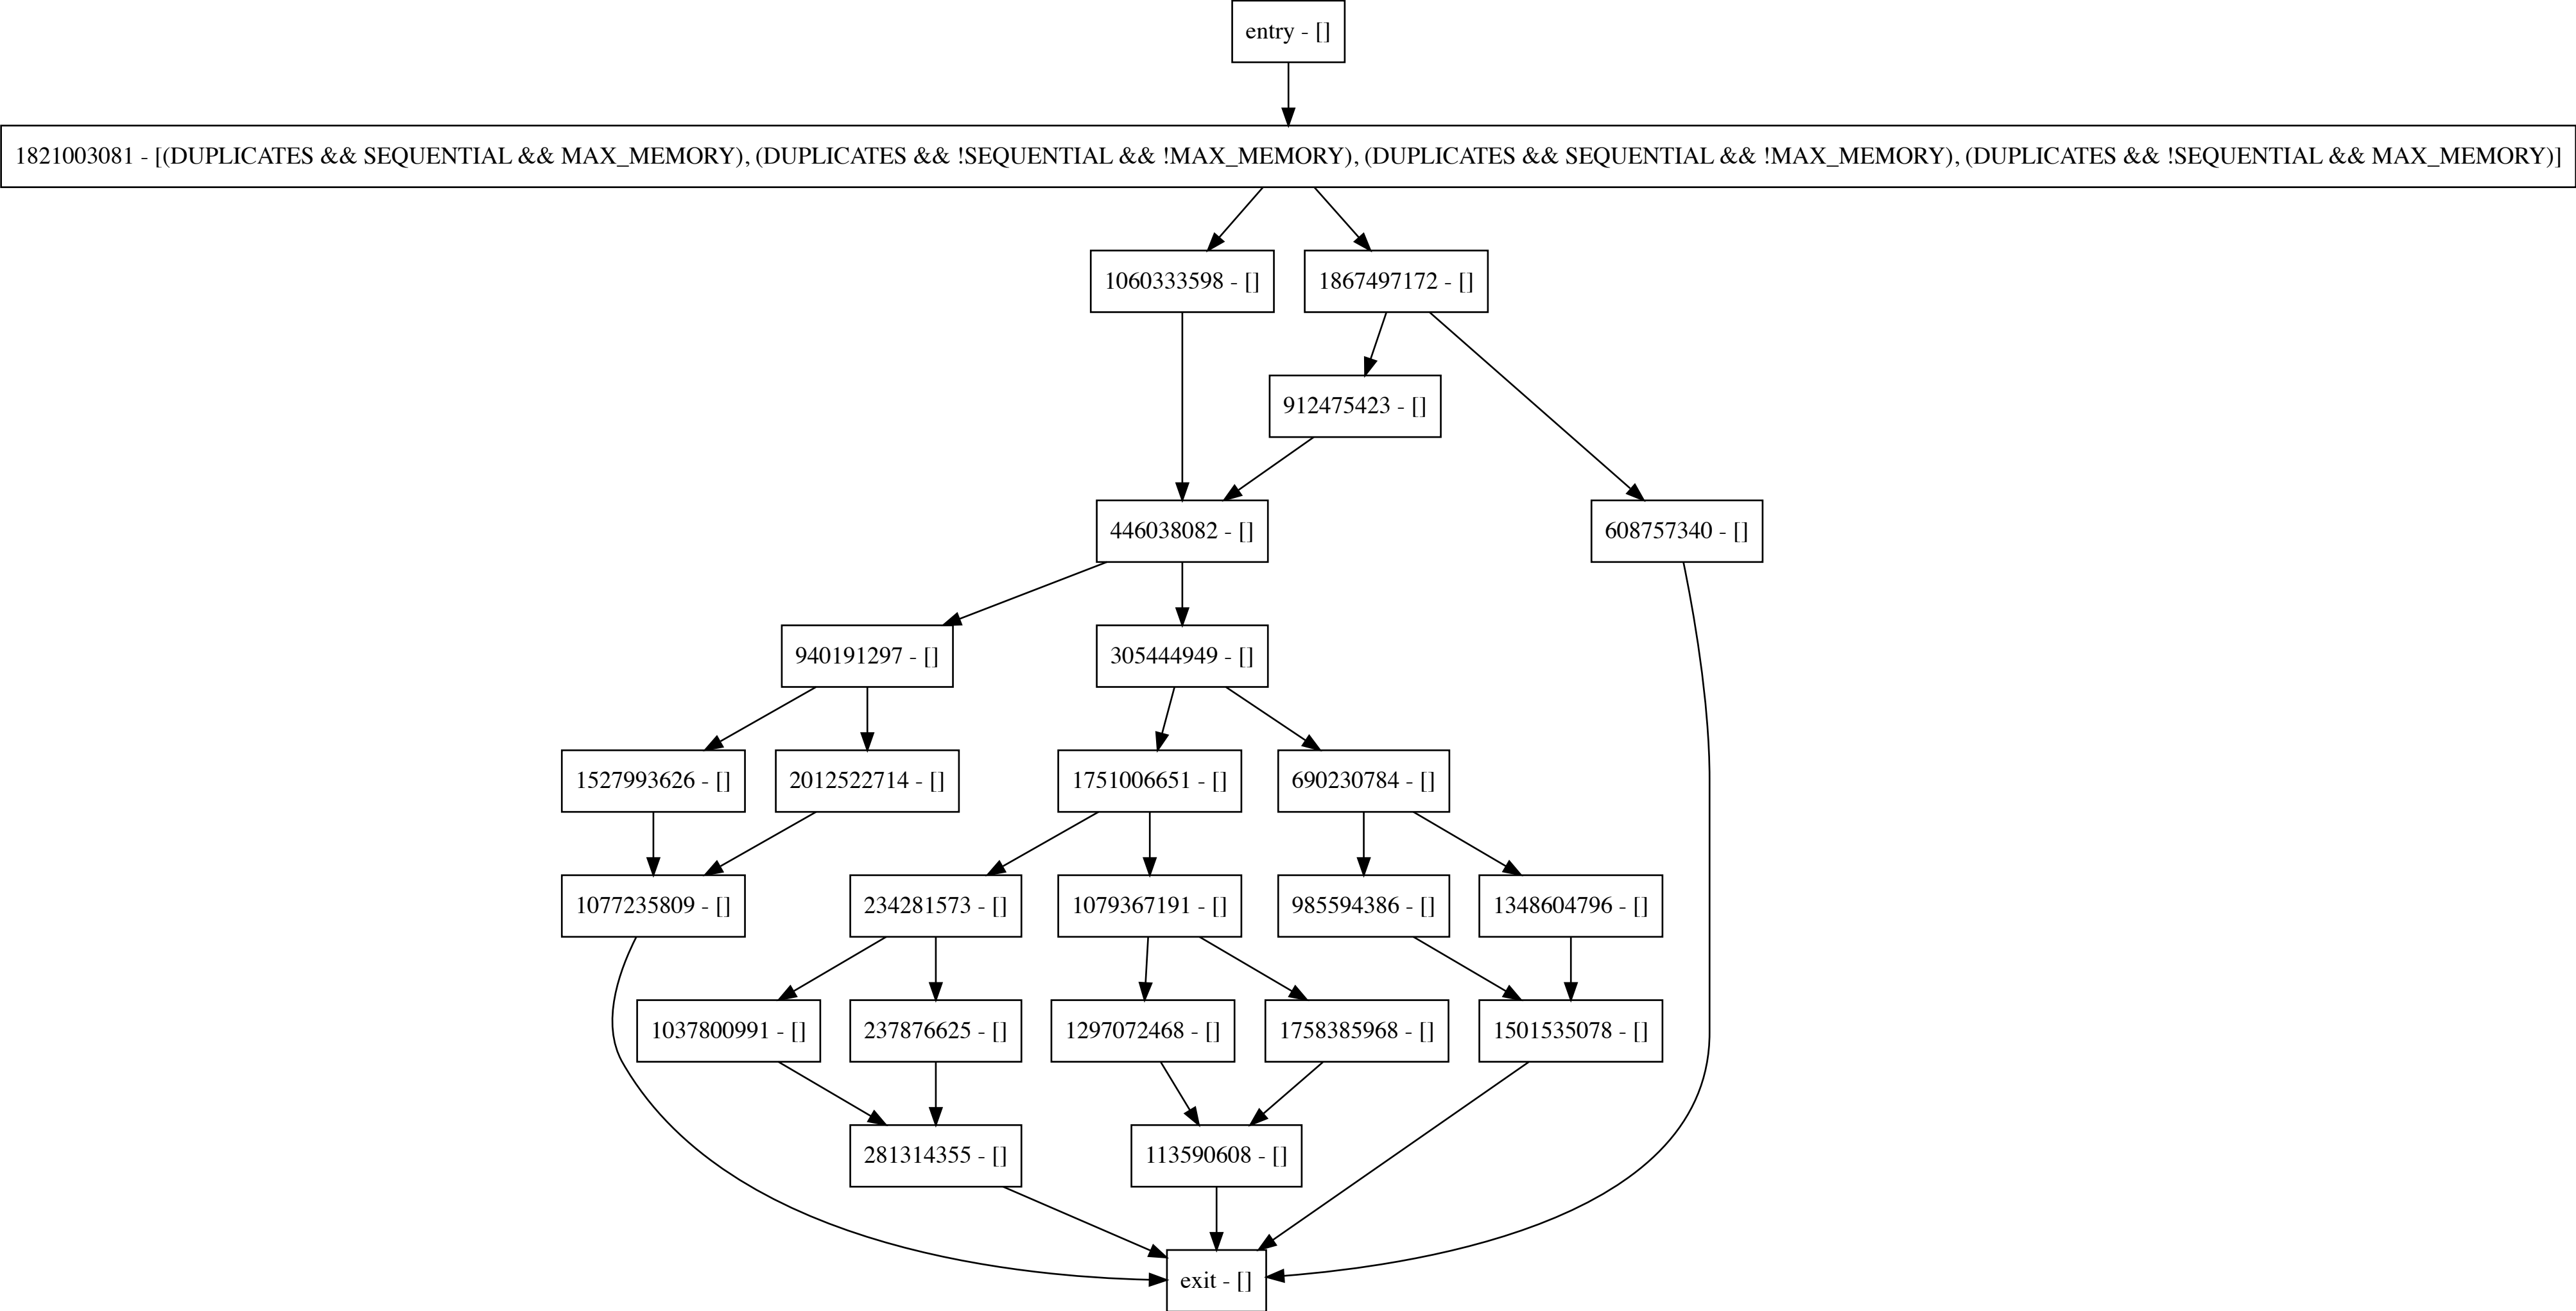 entry - []
1821003081 - [(DUPLICATES && SEQUENTIAL && MAX_MEMORY), (DUPLICATES && !SEQUENTIAL && !MAX_MEMORY), (DUPLICATES && SEQUENTIAL && !MAX_MEMORY), (DUPLICATES && !SEQUENTIAL && MAX_MEMORY)]
1060333598 - []
1867497172 - []
912475423 - []
446038082 - []
608757340 - []
940191297 - []
305444949 - []
1527993626 - []
2012522714 - []
1751006651 - []
690230784 - []
1077235809 - []
234281573 - []
1079367191 - []
985594386 - []
1348604796 - []
1037800991 - []
237876625 - []
1297072468 - []
1758385968 - []
1501535078 - []
281314355 - []
113590608 - []
exit - []